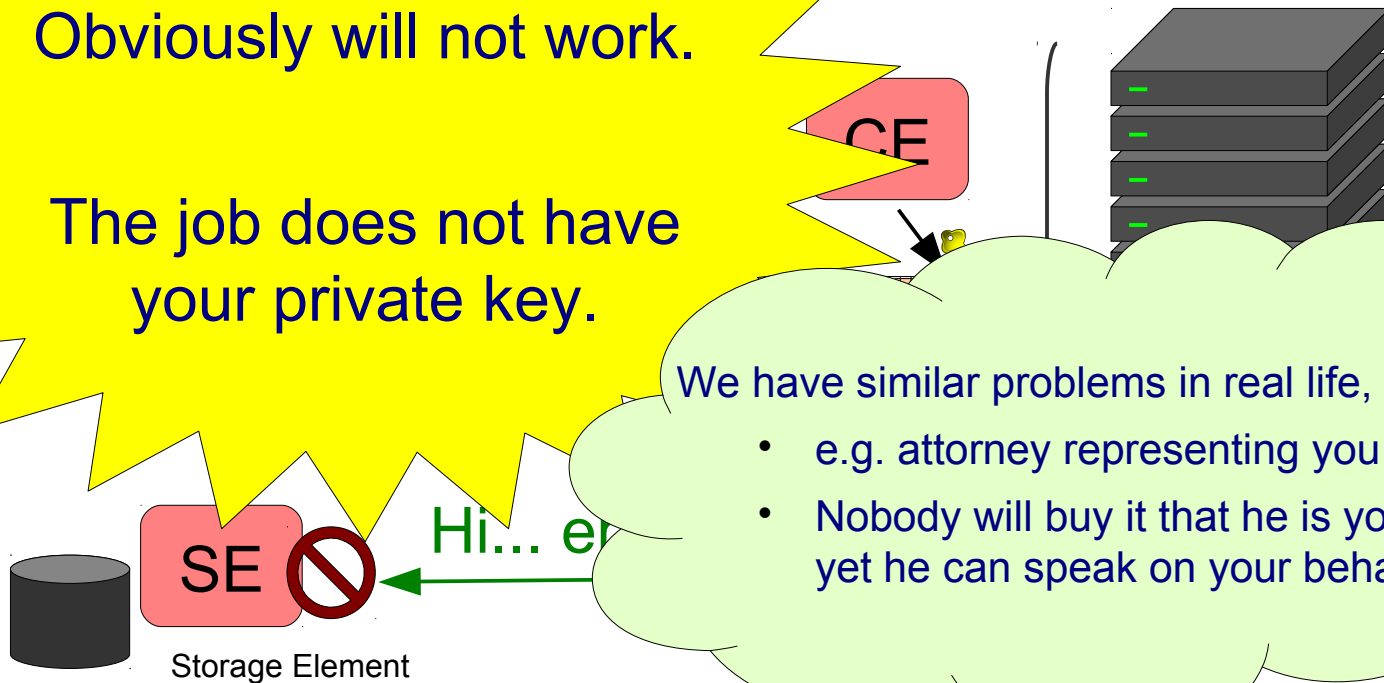 Obviously will not work.
The job does not have
your private key.
CE
We have similar problems in real life,
• e.g. attorney representing you
• Nobody will buy it that he is
yet he can speak on your
SE
Hi...
Storage Element